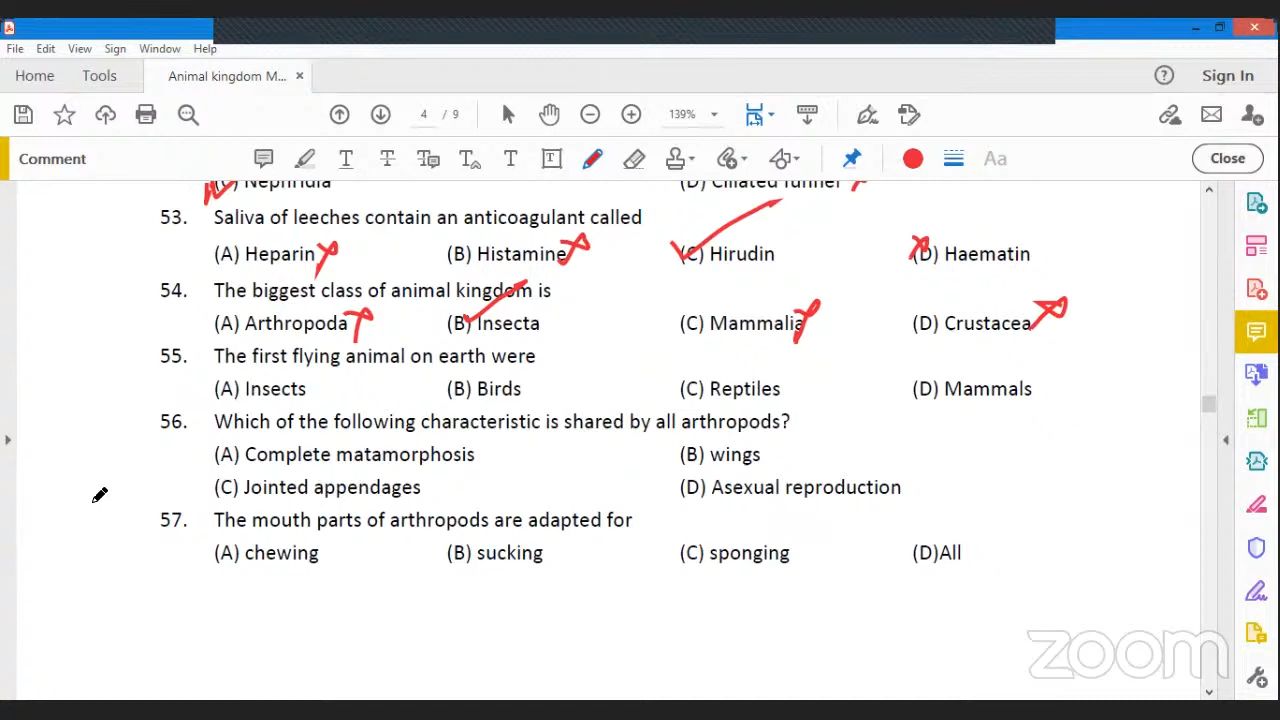 File Edit View Sign Window Help
Home Tools Animal kingdom M... × Sign In
4 / 9 139%
Comment Aa Close
(C) Nephridia (D) Ciliated funnel
53. Saliva of leeches contain an anticoagulant called
(A) Heparin (B) Histamine (C) Hirudin (D) Haematin
54. The biggest class of animal kingdom is
(A) Arthropoda (B) Insecta (C) Mammalia (D) Crustacea
55. The first flying animal on earth were
(A) Insects (B) Birds (C) Reptiles (D) Mammals
56. Which of the following characteristic is shared by all arthropods?
(A) Complete matamorphosis (B) wings
(C) Jointed appendages (D) Asexual reproduction
57. The mouth parts of arthropods are adapted for
(A) chewing (B) sucking (C) sponging (D)All
zoom